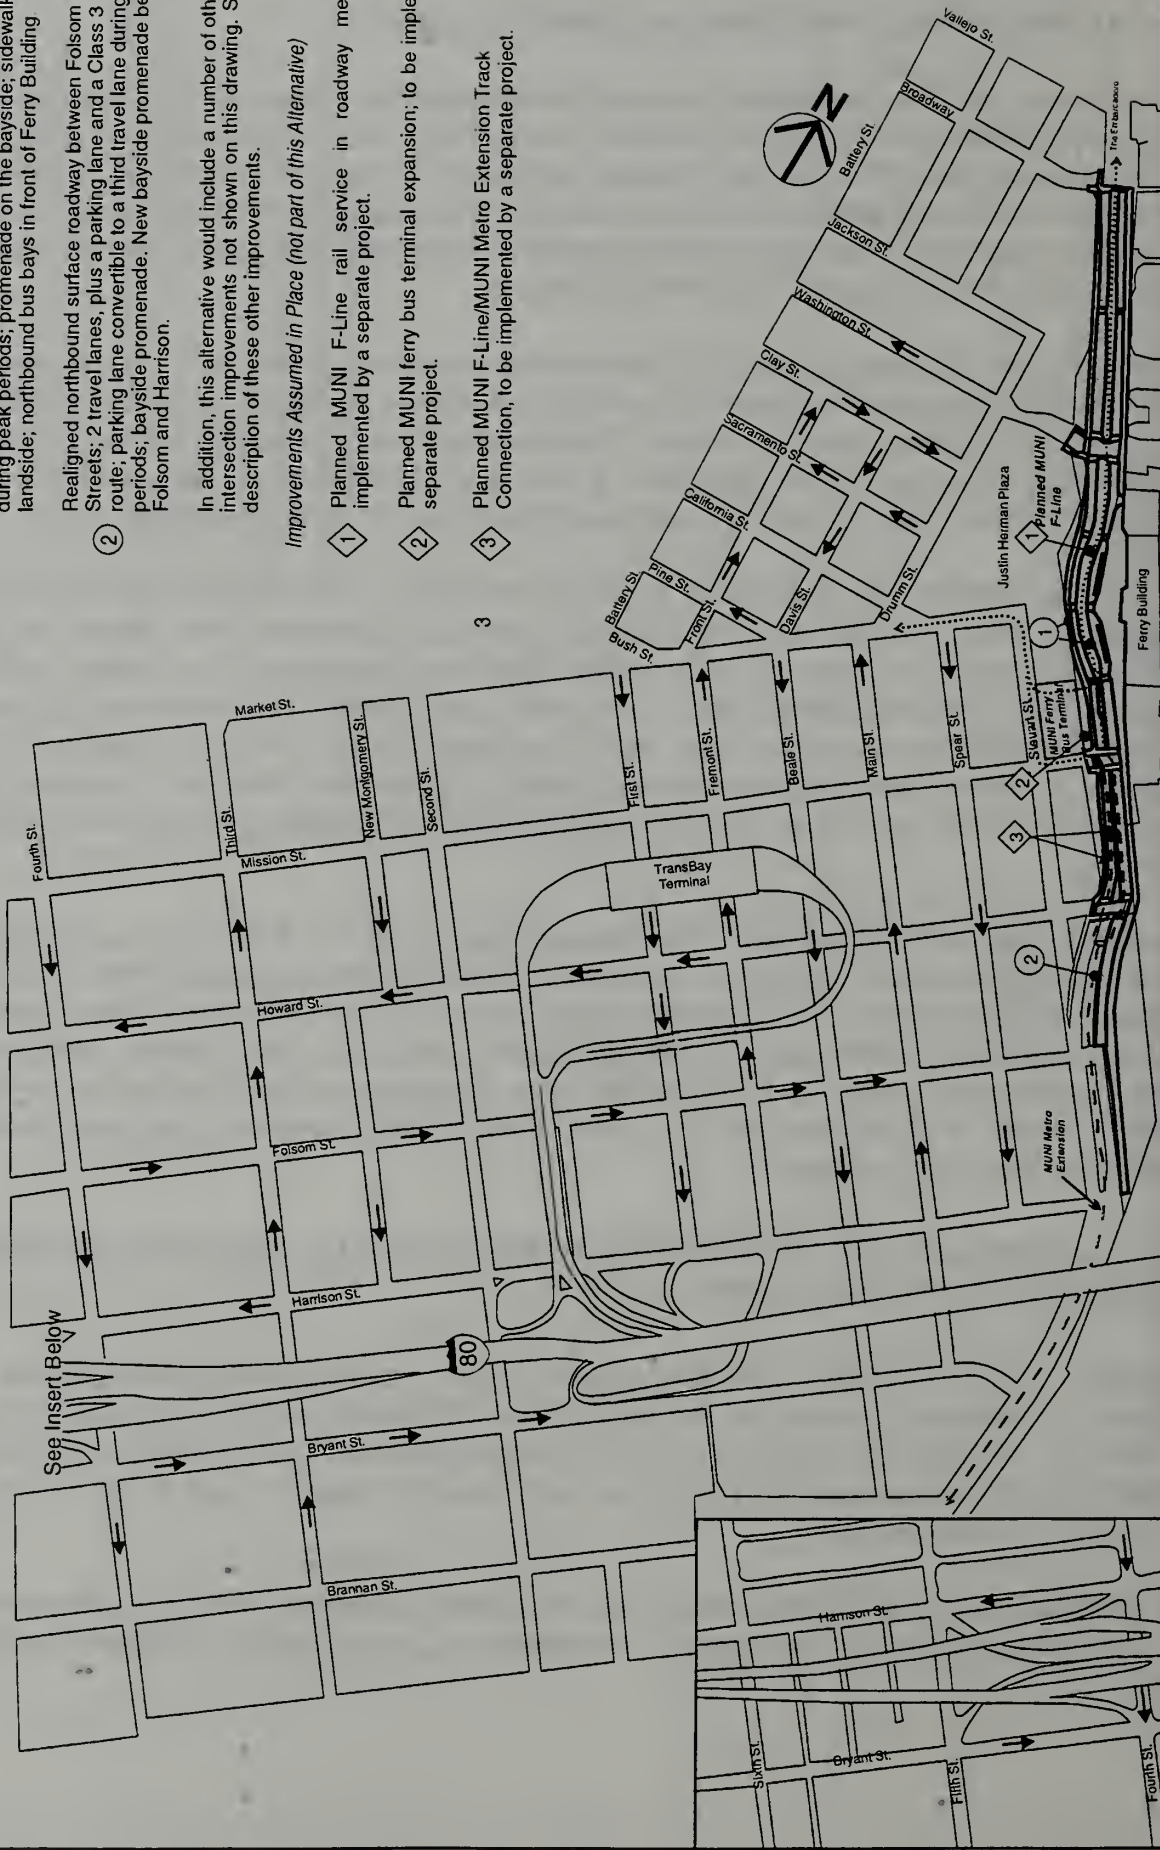 during peak periods; promenade on the bayside; sidewalk
landside; northbound bus bays in front of Ferry Building.
2
Realigned northbound surface roadway between Folsom
Streets; 2 travel lanes, plus a parking lane and a Class 3
route; parking lane convertible to a third travel lane during
periods; bayside promenade. New bayside promenade be
Folsom and Harrison.
In addition, this alternative would include a number of oth
intersection improvements not shown on this drawing. S
description of these other improvements.
Improvements Assumed in Place (not part of this Alternative)
1
Planned MUNI F-Line rail service in roadway me
implemented by a separate project.
2
Planned MUNI ferry bus terminal expansion; to be imple
separate project.
3
3
Planned MUNI F-Line/MUNI Metro Extension Track
Connection, to be implemented by a separate project.
N
Vallejo St.
Broadway
Battery St.
Jackson St.
Washington St.
Clay St.
Sacramento St.
California St.
Pine St.
Battery St.
Bush St.
Front St.
Davis St.
Drumm St.
The Embarcadero
Justin Herman Plaza
Planned MUNI
F-Line
1
1
Ferry Building
Steuart St.
MUNI Ferry
Bus Terminal
2
3
2
MUNI Metro
Extension
Market St.
Fourth St.
Third St.
New Montgomery St.
Second St.
First St.
Fremont St.
Beale St.
Main St.
Spear St.
Mission St.
TransBay
Terminal
Howard St.
Folsom St.
Harrison St.
See Insert Below
80
Bryant St.
Brannan St.
Harrison St.
Sixth St.
Bryant St.
Fifth St.
Fourth St.